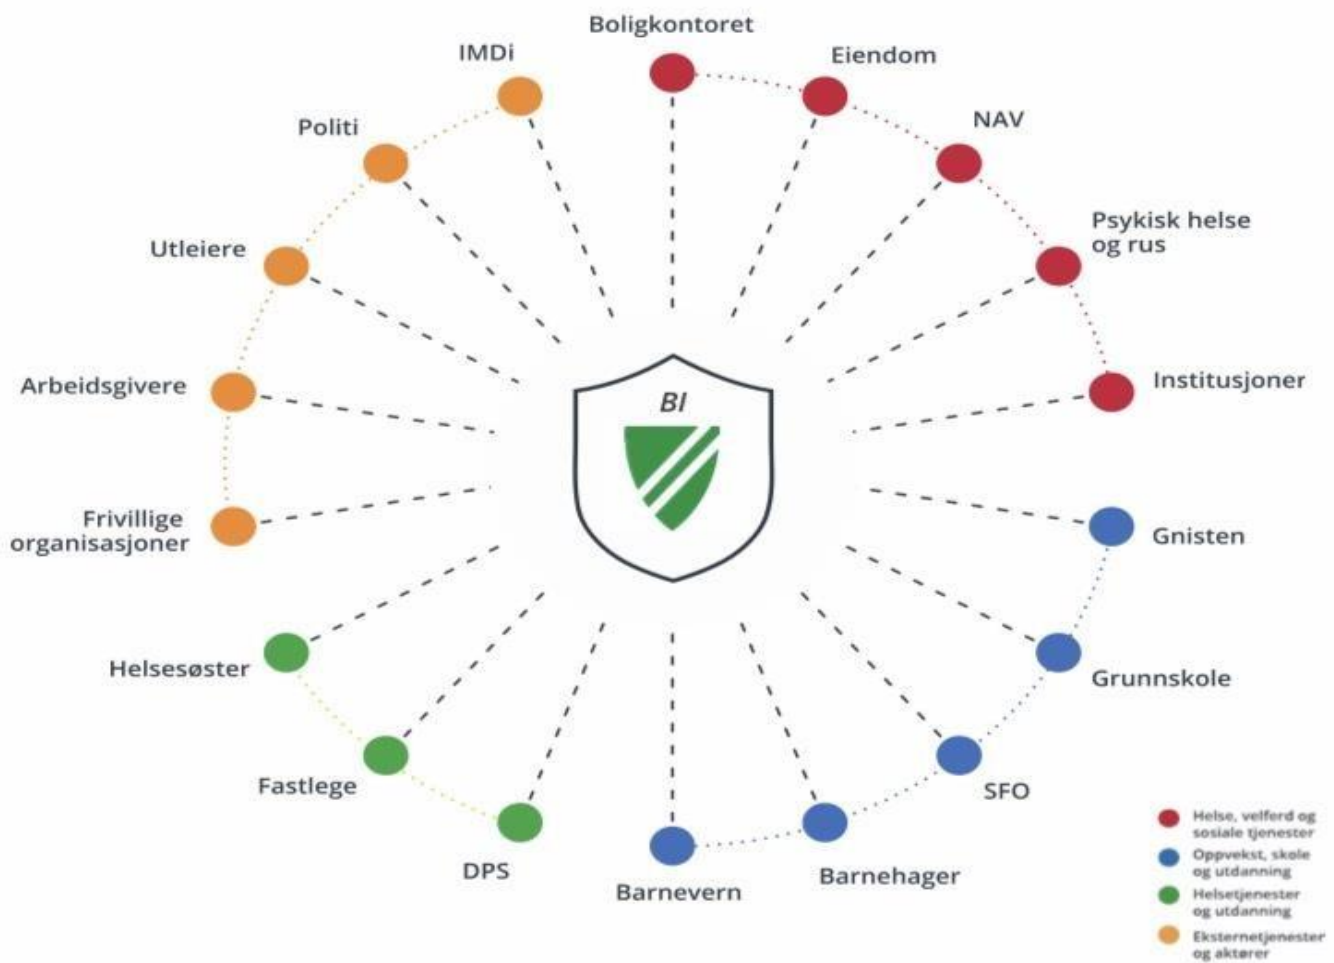 Boligkontoret
IMDi
Eiendom
Politi
NAV
Utleiere
Psykisk helse
og rus
Arbeidsgivere
Institusjoner
BI
Frivillige
organisasjoner
Gnisten
Helsesøster
Grunnskole
Fastlege
SFO
DPS
Barnevern
Barnehager
Helse, velferd og
sosiale tjenester
Oppvekst, skole
og utdanning
Helsetjenester
og utdanning
Eksternetjenester
og aktører